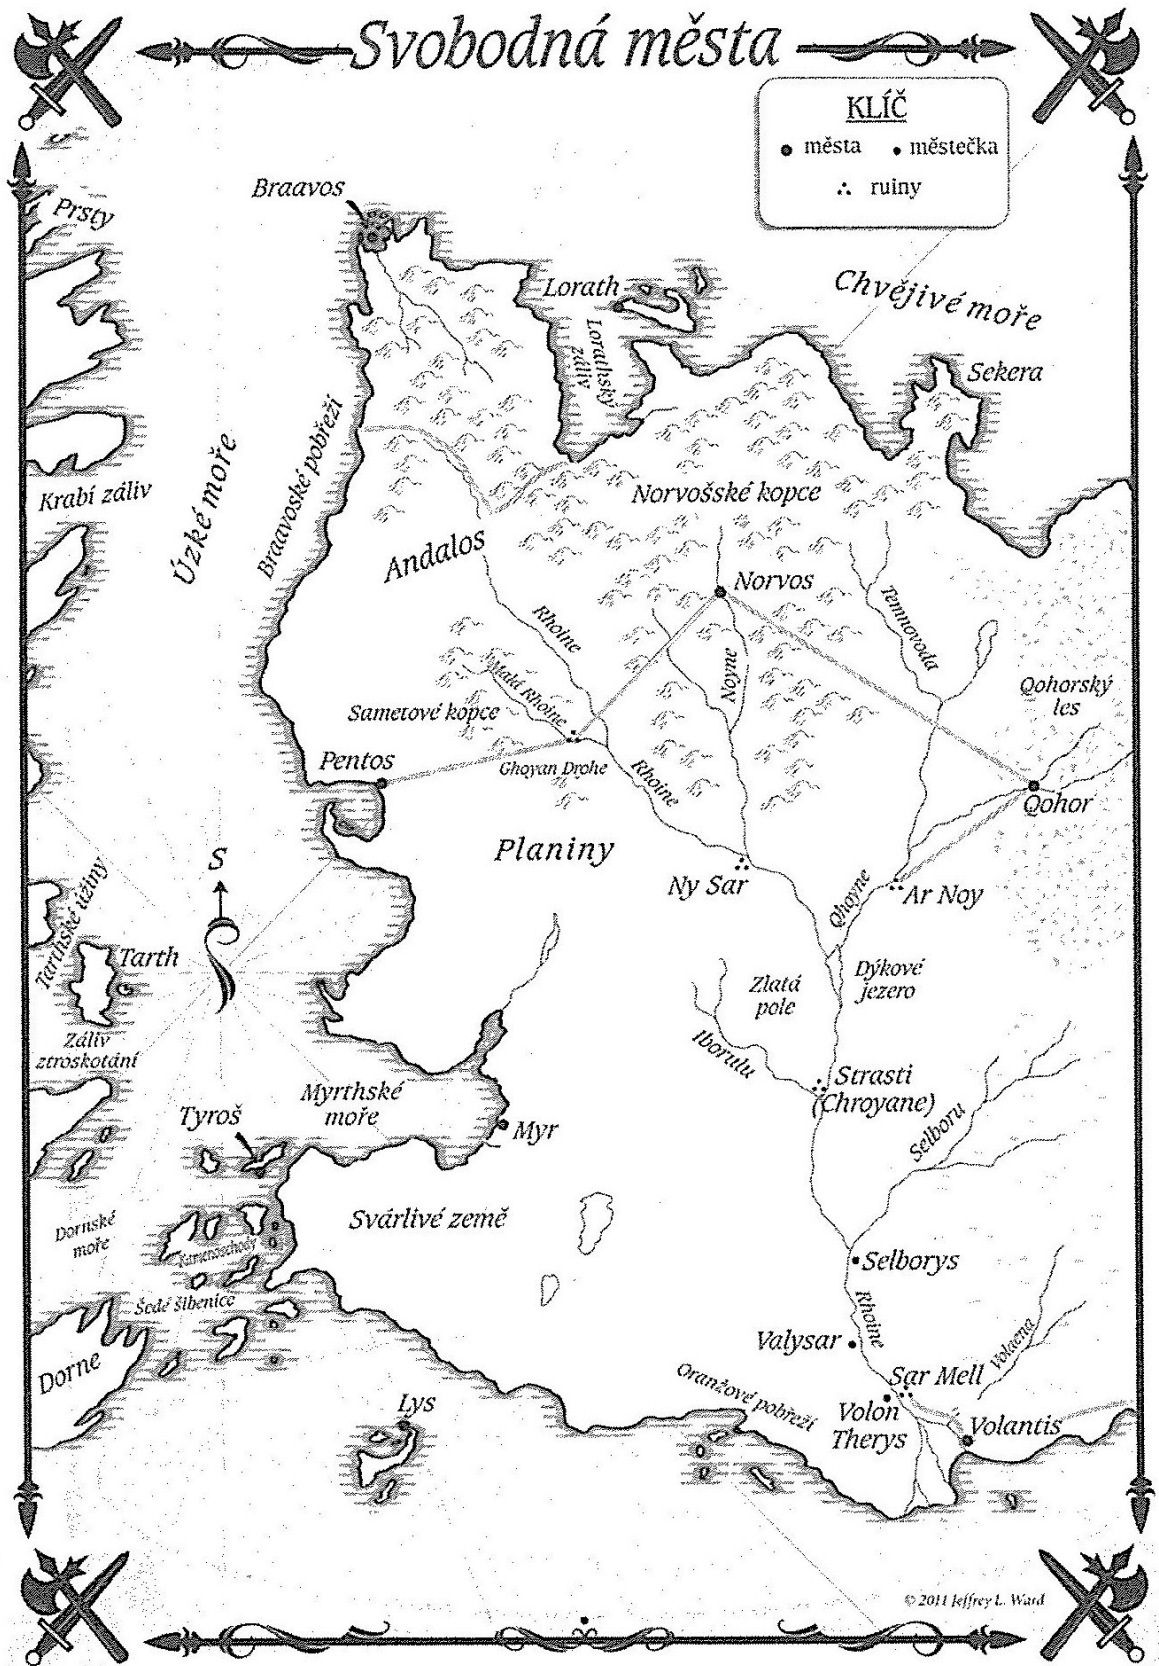 Svobodná města
KLÍČ
města
městečka
ruiny
Braavos
Prsty
Lorath
Chvějivé moře
Lorathský
záliv
Sekera
Úzké moře
Braavoské pobřeží
Krabí záliv
Norvošské kopce
Andalos
Norvos
Rhoine
Temnovoda
Noyne
Malá Rhoine
Qohorský
les
Sametové kopce
Pentos
Ghoyan Drohe
Rhoine
Qohor
Planiny
S
Ny Sar
Qhoyne
Ar Noy
Tarthské úžiny
Tarth
Zlatá
pole
Dýkové
jezero
Záliv
ztroskotání
Iborulu
Strasti
(Chroyane)
Myrthské
moře
Tyroš
Myr
Selboru
Svárlivé země
Dornské
moře
Kamenoschody
Selborys
Šedé šibenice
Rhoine
Valysar
Volaena
Dorne
Sar Mell
Oranžové pobřeží
Lys
Volon
Therys
Volantis
© 2011 Jeffrey L. Ward